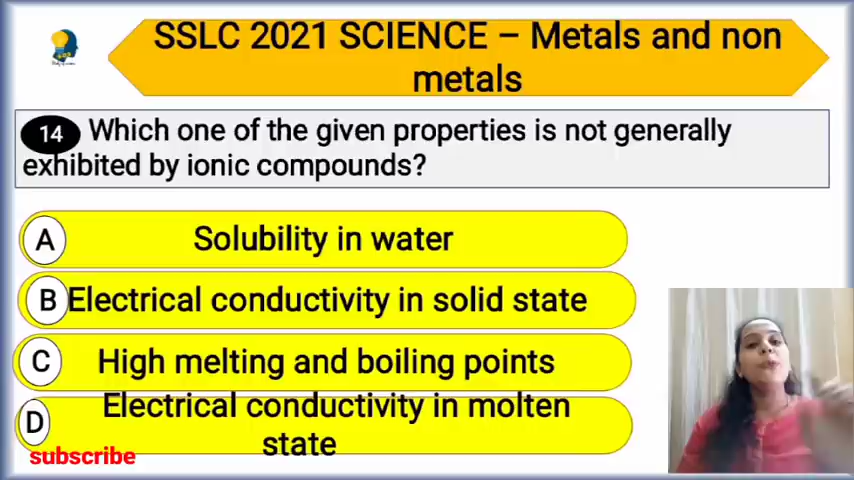 SSLC 2021 SCIENCE – Metals and non
metals
14 Which one of the given properties is not generally
exhibited by ionic compounds?
A Solubility in water
B Electrical conductivity in solid state
C High melting and boiling points
D Electrical conductivity in molten
state
subscribe